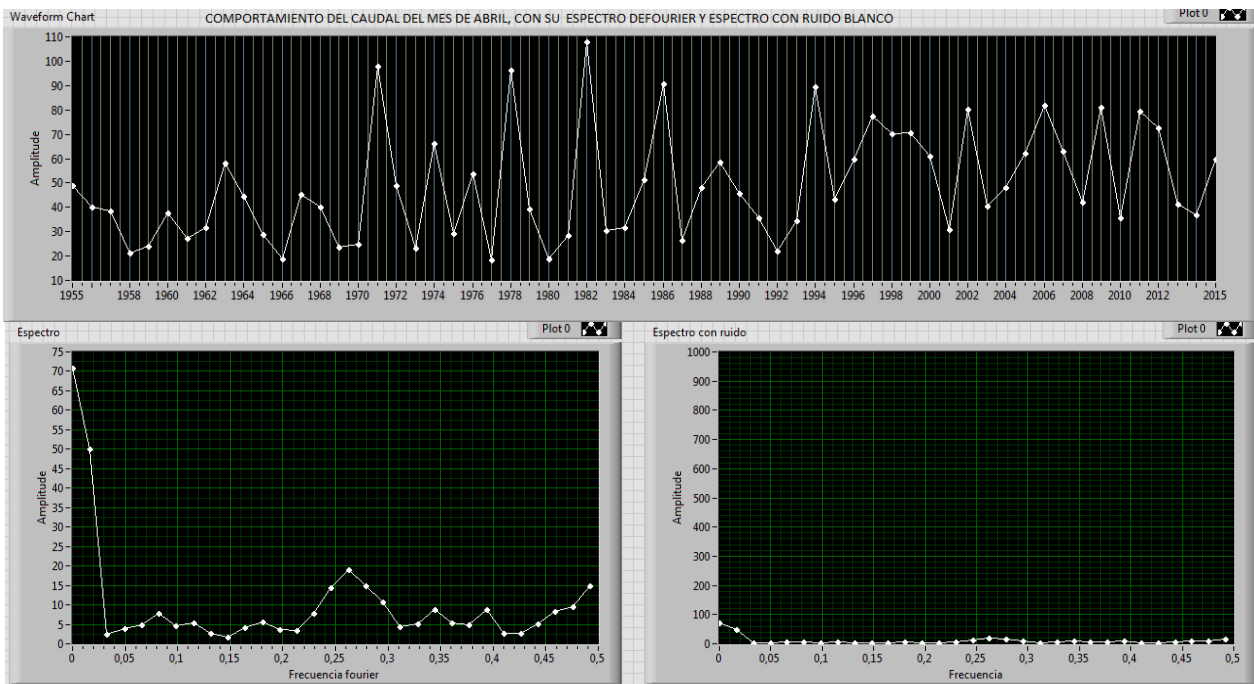 Waveform Chart
COMPORTAMIENTO DEL CAUDAL DEL MES DE ABRIL, CON SU ESPECTRO DEFOURIER Y ESPECTRO CON RUIDO BLANCO
Plot 0
110
100
90
80
70
60
50
40
30
20
10
Amplitude
1955 1958 1960 1962 1964 1966 1968 1970 1972 1974 1976 1978 1980 1982 1984 1986 1988 1990 1992 1994 1996 1998 2000 2002 2004 2006 2008 2010 2012 2015
Espectro
Plot 0
75
70
65
60
55
50
45
40
35
30
25
20
15
10
5
0
Amplitude
0 0,05 0,1 0,15 0,2 0,25 0,3 0,35 0,4 0,45 0,5
Frecuencia fourier
Espectro con ruido
Plot 0
1000
900
800
700
600
500
400
300
200
100
0
Amplitude
0 0,05 0,1 0,15 0,2 0,25 0,3 0,35 0,4 0,45 0,5
Frecuencia